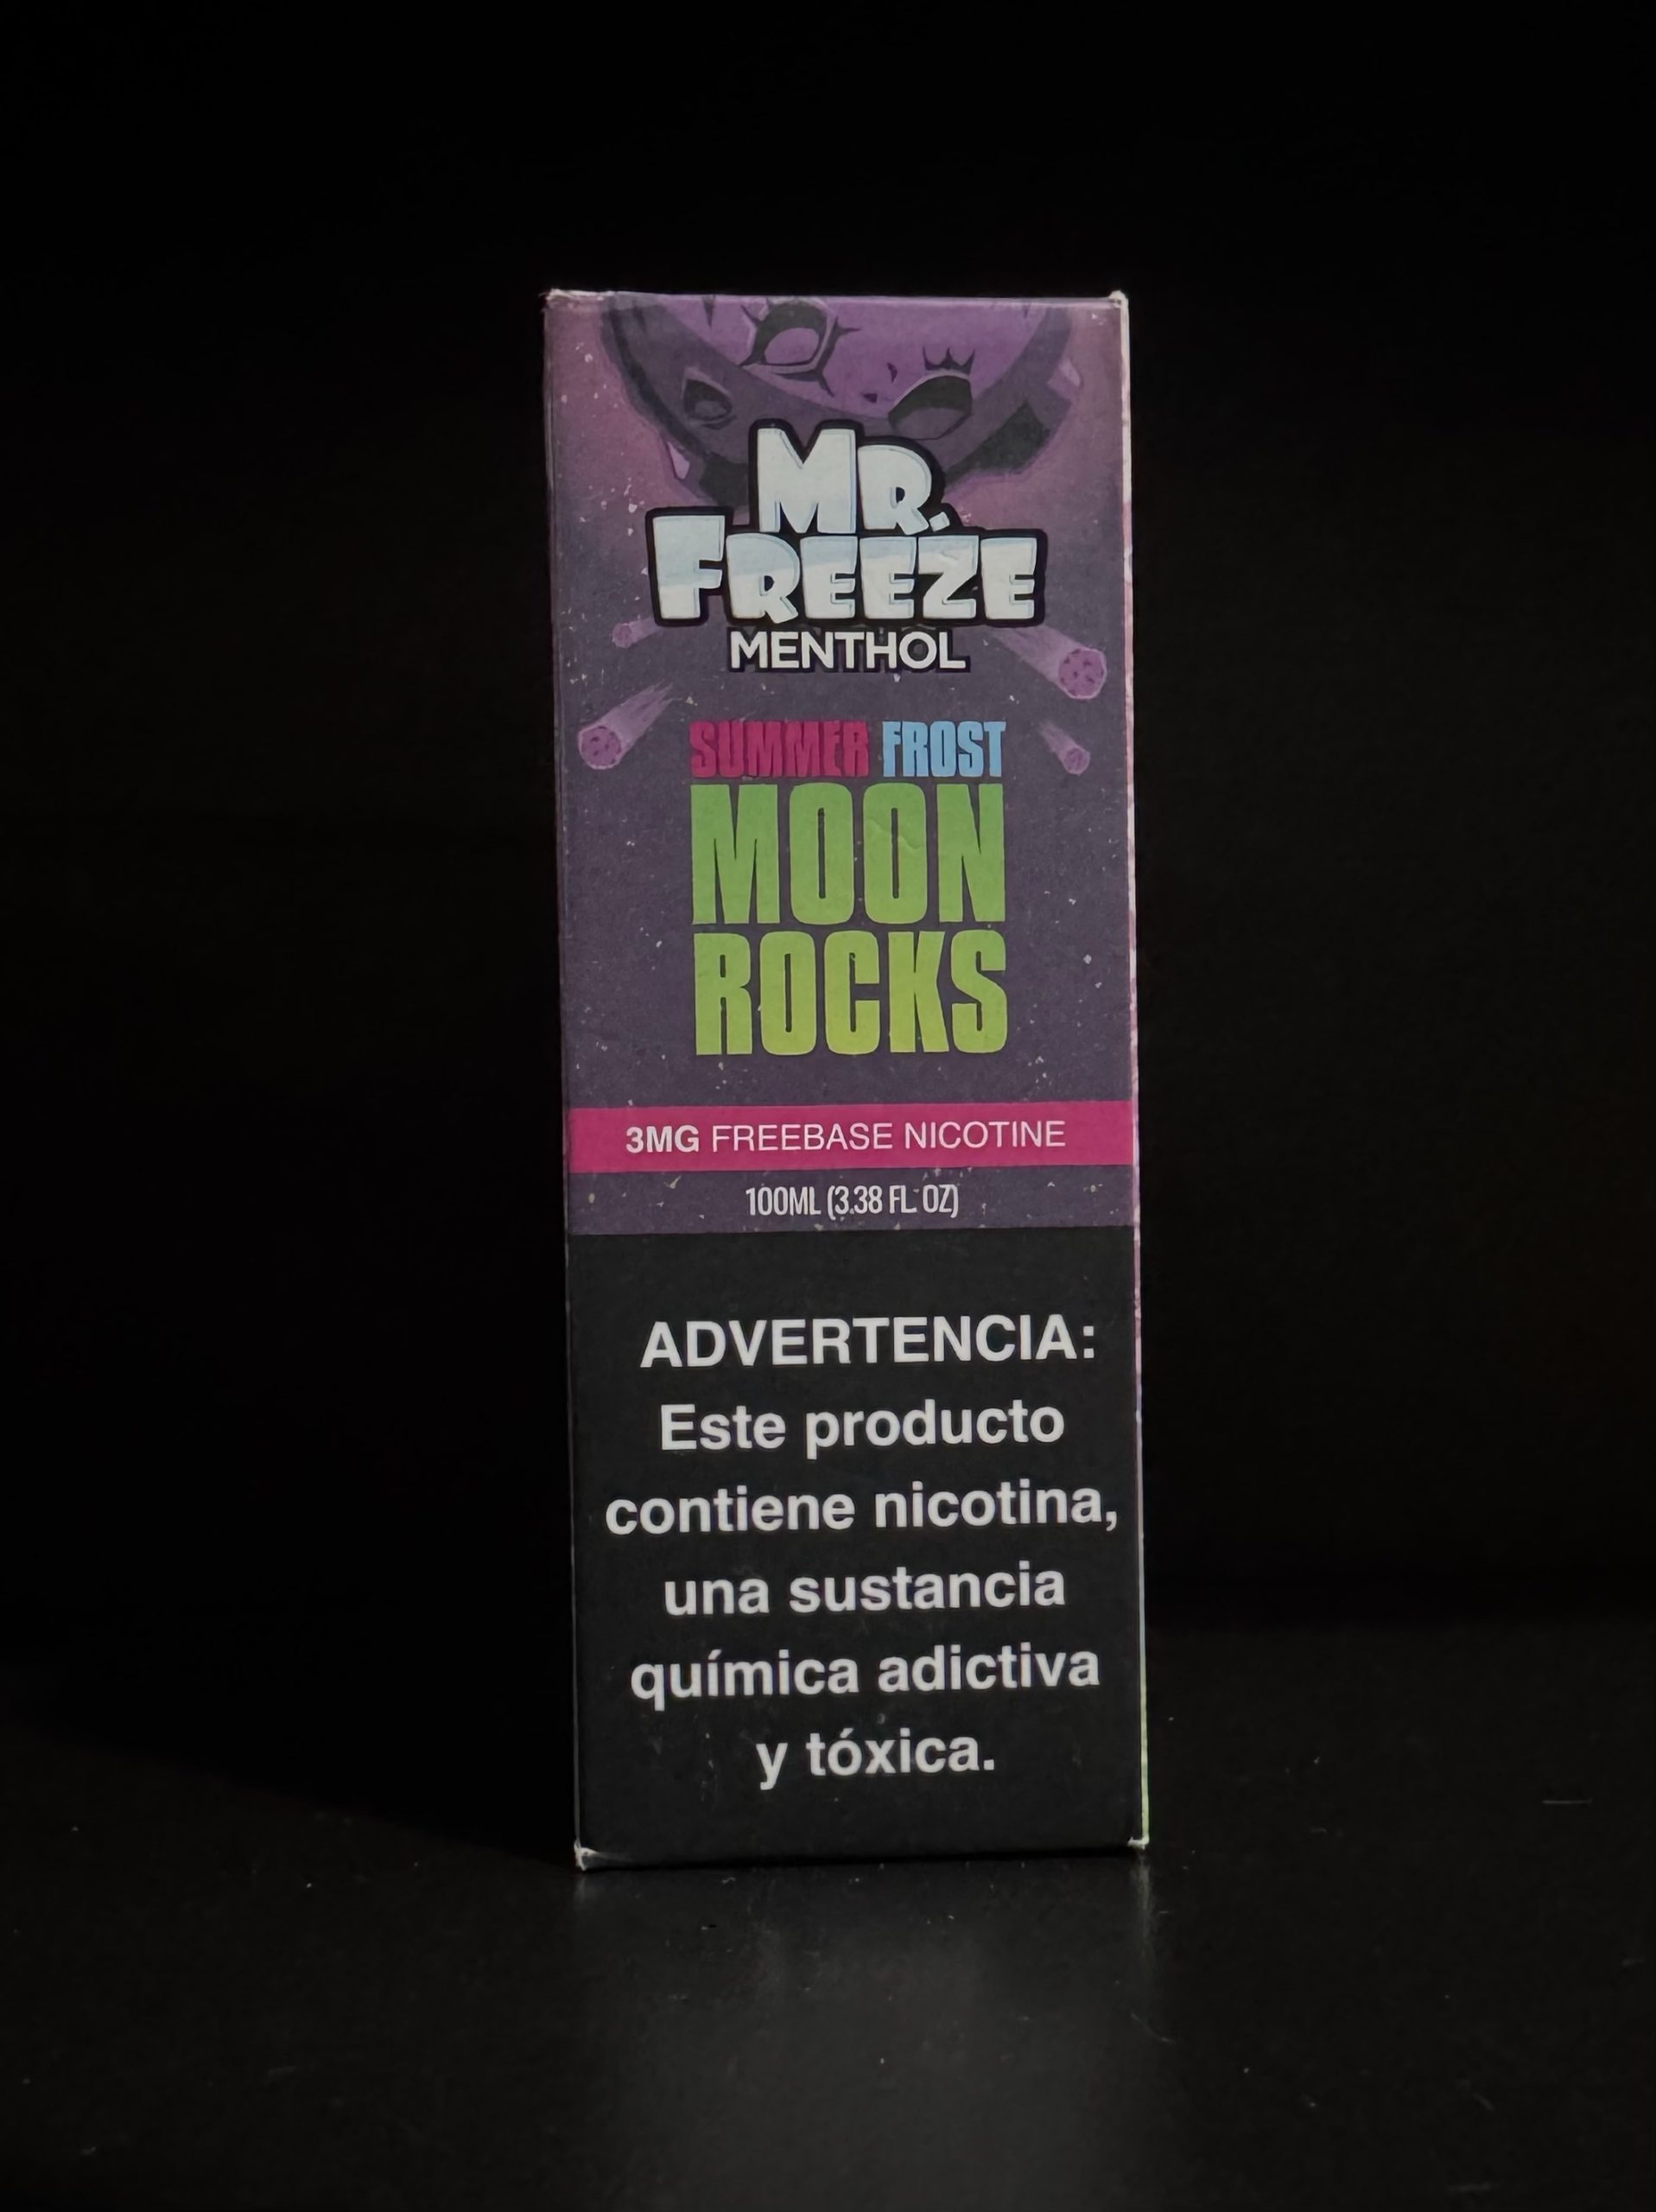 MR.
FREEZE
MENTHOL
SUMMER FROST
MOON
ROCKS
3MG FREEBASE NICOTINE
100ML (3.38 FL. OZ)
ADVERTENCIA:
Este producto
contiene nicotina,
una sustancia
química adictiva
y tóxica.